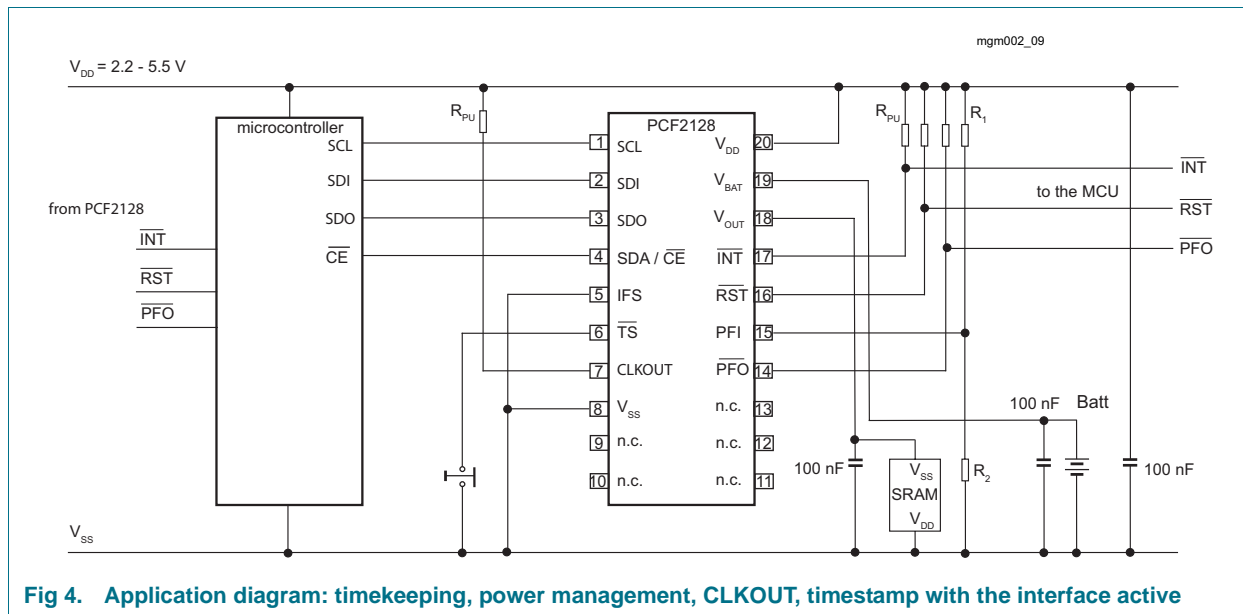 mgm002_09
VDD = 2.2 - 5.5 V
microcontroller
SCL
SDI
SDO
CE
from PCF2128
INT
RST
PFO
RPU
PCF2128
1 SCL
2 SDI
3 SDO
4 SDA / CE
5 IFS
6 TS
7 CLKOUT
8 VSS
9 n.c.
10 n.c.
VDD 20
VBAT 19
VOUT 18
INT 17
RST 16
PFI 15
PFO 14
n.c. 13
n.c. 12
n.c. 11
RPU
R1
INT
to the MCU
RST
PFO
100 nF
Batt
100 nF
VSS
SRAM
VDD
R2
100 nF
VSS
Fig 4. Application diagram: timekeeping, power management, CLKOUT, timestamp with the interface active